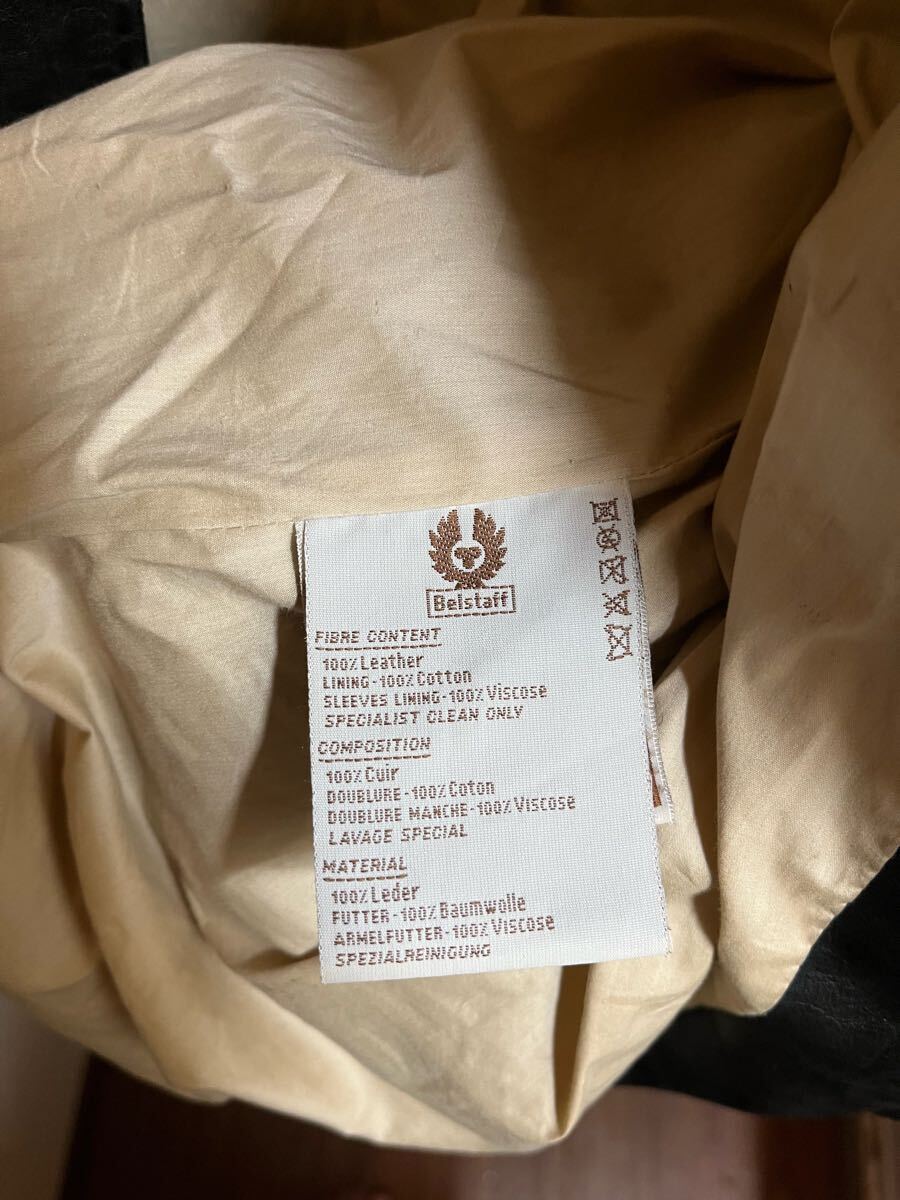 Belstaff
FIBRE CONTENT
100% Leather
LINING-100% Cotton
SLEEVES LINING-100% Viscose
SPECIALIST CLEAN ONLY
COMPOSITION
100% Cuir
DOUBLURE-100% Coton
DOUBLURE MANCHE-100% Viscose
LAVAGE SPECIAL
MATERIAL
100% Leder
FUTTER-100% Baumwolle
ARMELFUTTER-100% Viscose
SPEZIALREINIGUNG